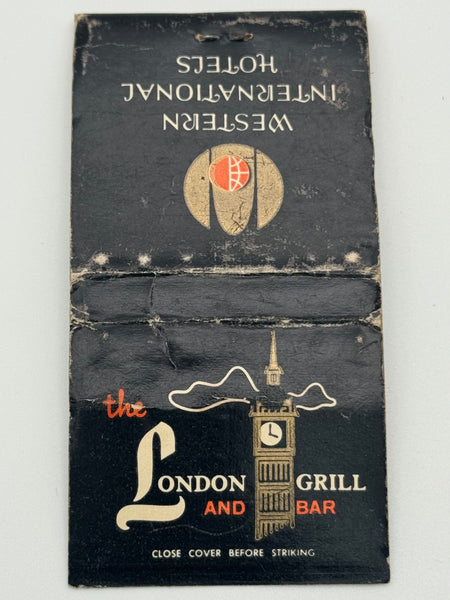 WESTERN
INTERNATIONAL
HOTELS
the
LONDON GRILL
AND BAR
CLOSE COVER BEFORE STRIKING